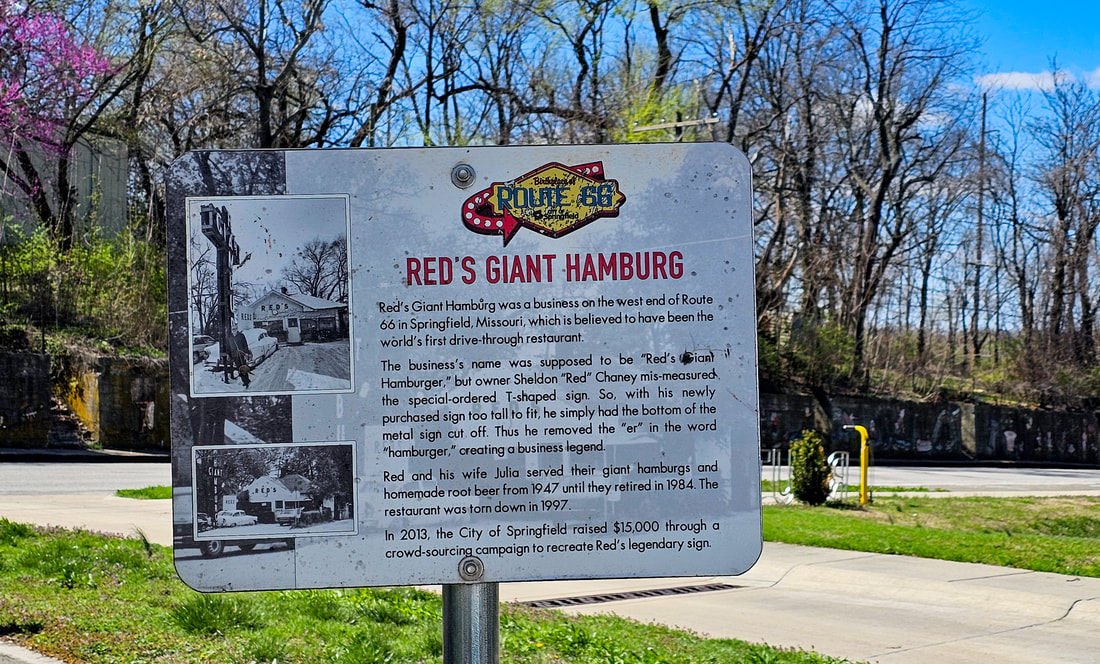 Birthplace of
ROUTE 66
Springfield
RED'S GIANT HAMBURG
Red's Giant Hamburg was a business on the west end of Route
66 in Springfield, Missouri, which is believed to have been the
world's first drive-through restaurant.
The business's name was supposed to be "Red's Giant
Hamburger," but owner Sheldon "Red" Chaney mis-measured
the special-ordered T-shaped sign. So, with his newly
purchased sign too tall to fit, he simply had the bottom of the
metal sign cut off. Thus he removed the "er" in the word
"hamburger," creating a business legend.
Red and his wife Julia served their giant hamburgs and
homemade root beer from 1947 until they retired in 1984. The
restaurant was torn down in 1997.
In 2013, the City of Springfield raised $15,000 through a
crowd-sourcing campaign to recreate Red's legendary sign.
RED'S
RED'S